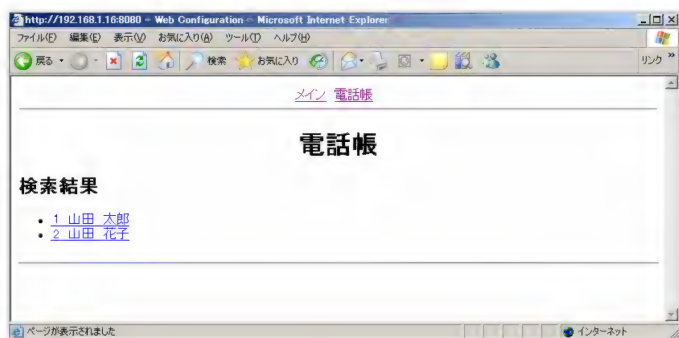 http://192.168.1.16:8080 - Web Configuration - Microsoft Internet Explorer
ファイル(F) 編集(E) 表示(V) お気に入り(A) ツール(T) ヘルプ(H)
戻る 検索 お気に入り リンク »
メイン 電話帳
電話帳
検索結果
• 1 山田 太郎
• 2 山田 花子
ページが表示されました インターネット